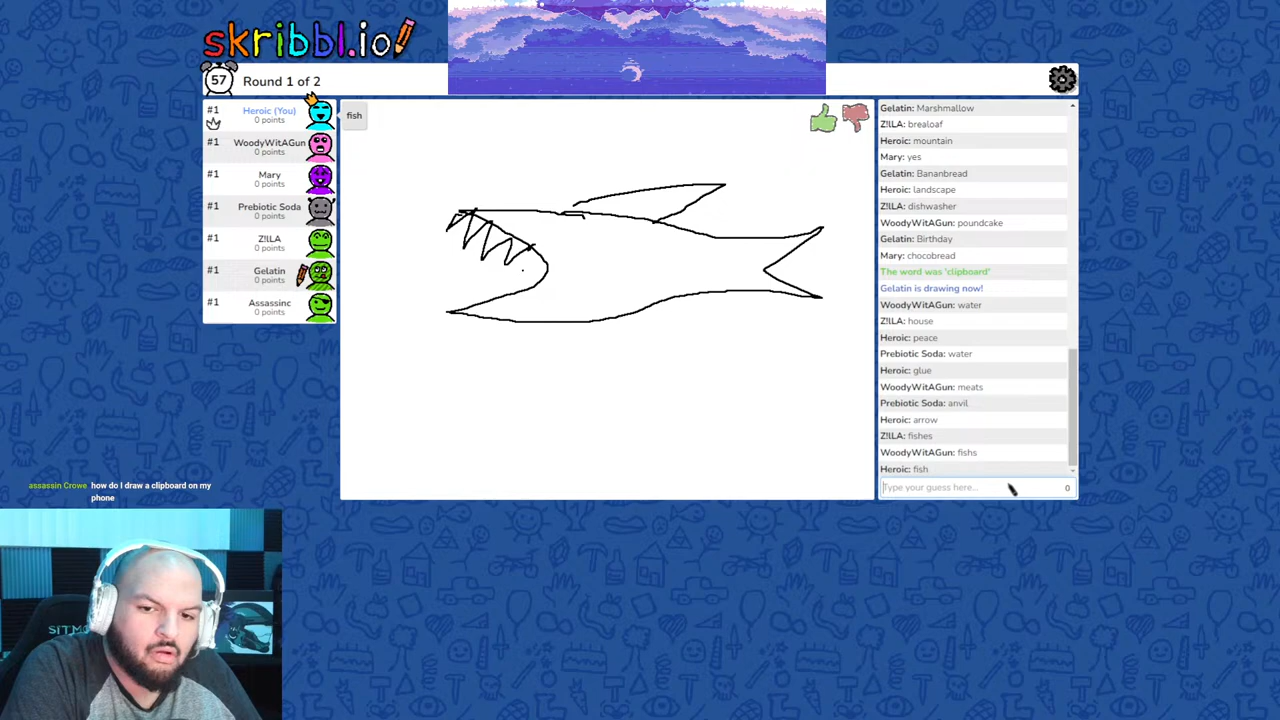 skribbl.io
57
Round 1 of 2
#1
Heroic (You)
0 points
#1
WoodyWitAGun
0 points
#1
Mary
0 points
#1
Prebiotic Soda
0 points
#1
Z!lLA
0 points
#1
Gelatin
0 points
#1
Assassinc
0 points
fish
Gelatin: Marshmallow
Z!lLA: brealoaf
Heroic: mountain
Mary: yes
Gelatin: Bananbread
Heroic: landscape
Z!lLA: dishwasher
WoodyWitAGun: poundcake
Gelatin: Birthday
Mary: chocobread
The word was 'clipboard'
Gelatin is drawing now!
WoodyWitAGun: water
Z!lLA: house
Heroic: peace
Prebiotic Soda: water
Heroic: glue
WoodyWitAGun: meats
Prebiotic Soda: anvil
Heroic: arrow
Z!lLA: fishes
WoodyWitAGun: fishs
Heroic: fish
Type your guess here...
0
assassin Crowe how do I draw a clipboard on my
phone